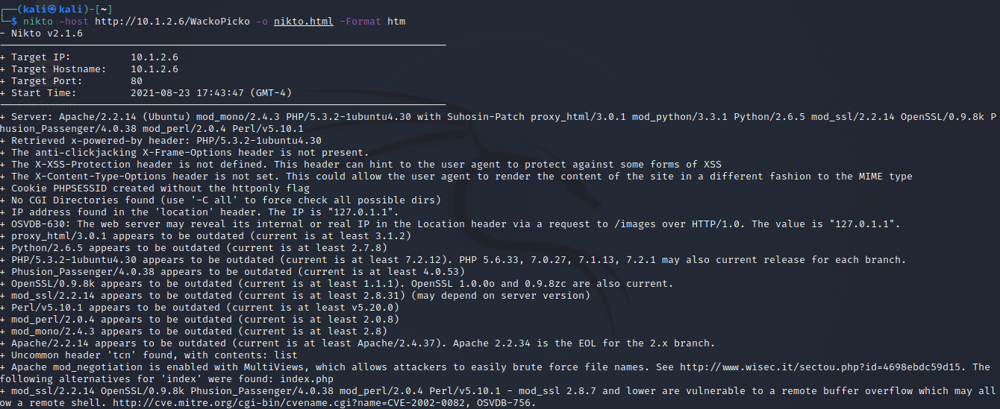 ┌──(kali㉿kali)-[~]
└─$ nikto -host http://10.1.2.6/WackoPicko -o nikto.html -Format htm
- Nikto v2.1.6
---------------------------------------------------------------------------
+ Target IP:          10.1.2.6
+ Target Hostname:    10.1.2.6
+ Target Port:        80
+ Start Time:         2021-08-23 17:43:47 (GMT-4)
---------------------------------------------------------------------------
+ Server: Apache/2.2.14 (Ubuntu) mod_mono/2.4.3 PHP/5.3.2-1ubuntu4.30 with Suhosin-Patch proxy_html/3.0.1 mod_python/3.3.1 Python/2.6.5 mod_ssl/2.2.14 OpenSSL/0.9.8k P
husion_Passenger/4.0.38 mod_perl/2.0.4 Perl/v5.10.1
+ Retrieved x-powered-by header: PHP/5.3.2-1ubuntu4.30
+ The anti-clickjacking X-Frame-Options header is not present.
+ The X-XSS-Protection header is not defined. This header can hint to the user agent to protect against some forms of XSS
+ The X-Content-Type-Options header is not set. This could allow the user agent to render the content of the site in a different fashion to the MIME type
+ Cookie PHPSESSID created without the httponly flag
+ No CGI Directories found (use '-C all' to force check all possible dirs)
+ IP address found in the 'location' header. The IP is "127.0.1.1".
+ OSVDB-630: The web server may reveal its internal or real IP in the Location header via a request to /images over HTTP/1.0. The value is "127.0.1.1".
+ proxy_html/3.0.1 appears to be outdated (current is at least 3.1.2)
+ Python/2.6.5 appears to be outdated (current is at least 2.7.8)
+ PHP/5.3.2-1ubuntu4.30 appears to be outdated (current is at least 7.2.12). PHP 5.6.33, 7.0.27, 7.1.13, 7.2.1 may also current release for each branch.
+ Phusion_Passenger/4.0.38 appears to be outdated (current is at least 4.0.53)
+ OpenSSL/0.9.8k appears to be outdated (current is at least 1.1.1). OpenSSL 1.0.0o and 0.9.8zc are also current.
+ mod_ssl/2.2.14 appears to be outdated (current is at least 2.8.31) (may depend on server version)
+ Perl/v5.10.1 appears to be outdated (current is at least v5.20.0)
+ mod_perl/2.0.4 appears to be outdated (current is at least 2.0.8)
+ mod_mono/2.4.3 appears to be outdated (current is at least 2.8)
+ Apache/2.2.14 appears to be outdated (current is at least Apache/2.4.37). Apache 2.2.34 is the EOL for the 2.x branch.
+ Uncommon header 'tcn' found, with contents: list
+ Apache mod_negotiation is enabled with MultiViews, which allows attackers to easily brute force file names. See http://www.wisec.it/sectou.php?id=4698ebdc59d15. The
following alternatives for 'index' were found: index.php
+ mod_ssl/2.2.14 OpenSSL/0.9.8k Phusion_Passenger/4.0.38 mod_perl/2.0.4 Perl/v5.10.1 - mod_ssl 2.8.7 and lower are vulnerable to a remote buffer overflow which may all
ow a remote shell. http://cve.mitre.org/cgi-bin/cvename.cgi?name=CVE-2002-0082, OSVDB-756.